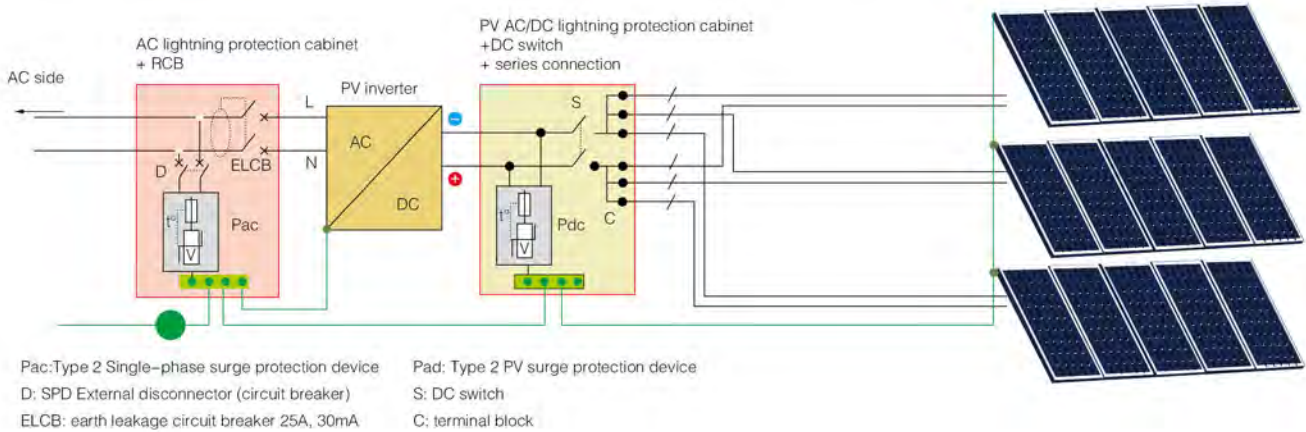 AC lightning protection cabinet
+ RCB
PV AC/DC lightning protection cabinet
+DC switch
+ series connection
AC side
PV inverter
L
N
AC
DC
S
D
ELCB
t°
Pac
V
t°
Pdc
V
C
Pac:Type 2 Single-phase surge protection device
D: SPD External disconnector (circuit breaker)
ELCB: earth leakage circuit breaker 25A, 30mA
Pad: Type 2 PV surge protection device
S: DC switch
C: terminal block